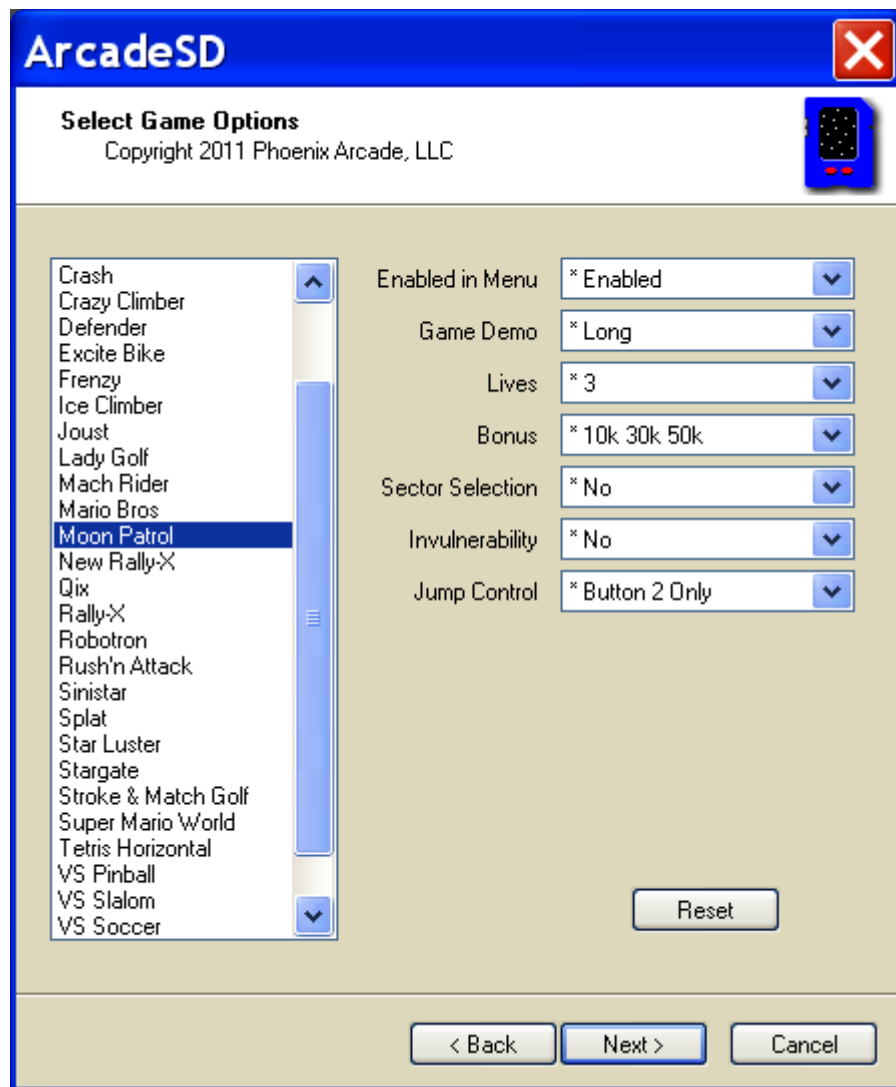 ArcadeSD
Select Game Options
Copyright 2011 Phoenix Arcade, LLC
Crash
Crazy Climber
Defender
Excite Bike
Frenzy
Ice Climber
Joust
Lady Golf
Mach Rider
Mario Bros
Moon Patrol
New Rally-X
Qix
Rally-X
Robotron
Rush'n Attack
Sinistar
Splat
Star Luster
Stargate
Stroke & Match Golf
Super Mario World
Tetris Horizontal
VS Pinball
VS Slalom
VS Soccer
Enabled in Menu * Enabled
Game Demo * Long
Lives * 3
Bonus * 10k 30k 50k
Sector Selection * No
Invulnerability * No
Jump Control * Button 2 Only
Reset
< Back Next > Cancel